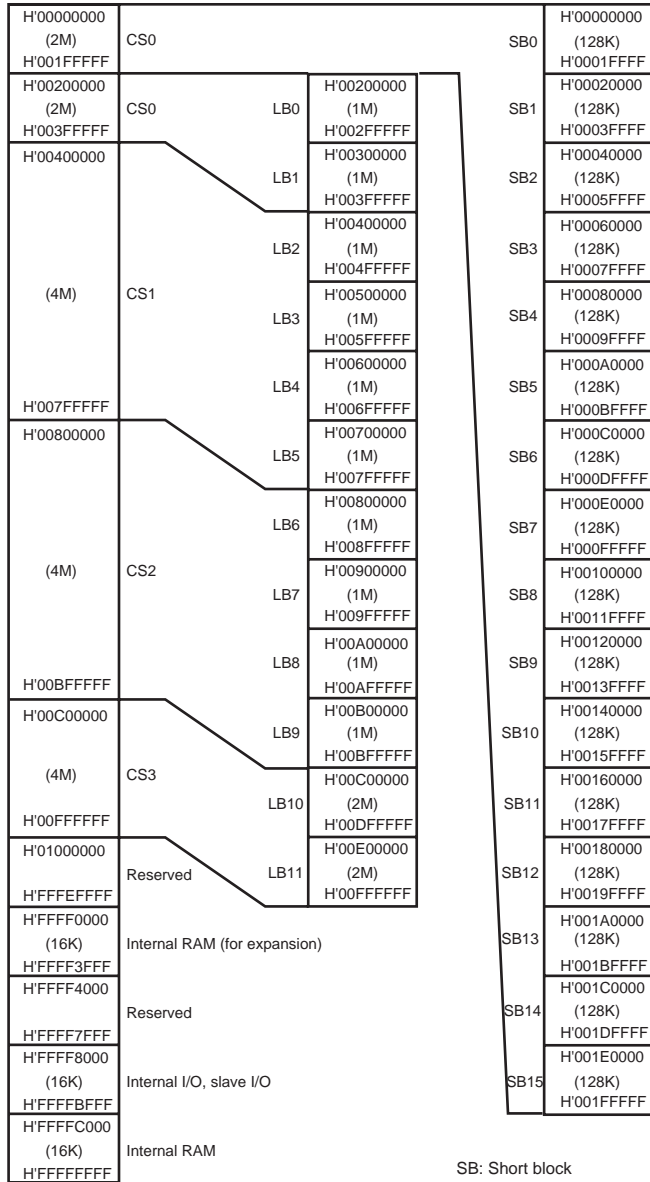 H'00000000
(2M)
H'001FFFFF
CS0
H'00200000
(2M)
H'003FFFFF
CS0
H'00400000
(4M)
H'007FFFFF
CS1
H'00800000
(4M)
H'00BFFFFF
CS2
H'00C00000
(4M)
H'00FFFFFF
CS3
H'01000000
H'FFFEFFFF
Reserved
H'FFFF0000
(16K)
H'FFFF3FFF
Internal RAM (for expansion)
H'FFFF4000
H'FFFF7FFF
Reserved
H'FFFF8000
(16K)
H'FFFFBFFF
Internal I/O, slave I/O
H'FFFFC000
(16K)
H'FFFFFFFF
Internal RAM
LB0
H'00200000
(1M)
H'002FFFFF
LB1
H'00300000
(1M)
H'003FFFFF
LB2
H'00400000
(1M)
H'004FFFFF
LB3
H'00500000
(1M)
H'005FFFFF
LB4
H'00600000
(1M)
H'006FFFFF
LB5
H'00700000
(1M)
H'007FFFFF
LB6
H'00800000
(1M)
H'008FFFFF
LB7
H'00900000
(1M)
H'009FFFFF
LB8
H'00A00000
(1M)
H'00AFFFFF
LB9
H'00B00000
(1M)
H'00BFFFFF
LB10
H'00C00000
(2M)
H'00DFFFFF
LB11
H'00E00000
(2M)
H'00FFFFFF
SB0
H'00000000
(128K)
H'0001FFFF
SB1
H'00020000
(128K)
H'0003FFFF
SB2
H'00040000
(128K)
H'0005FFFF
SB3
H'00060000
(128K)
H'0007FFFF
SB4
H'00080000
(128K)
H'0009FFFF
SB5
H'000A0000
(128K)
H'000BFFFF
SB6
H'000C0000
(128K)
H'000DFFFF
SB7
H'000E0000
(128K)
H'000FFFFF
SB8
H'00100000
(128K)
H'0011FFFF
SB9
H'00120000
(128K)
H'0013FFFF
SB10
H'00140000
(128K)
H'0015FFFF
SB11
H'00160000
(128K)
H'0017FFFF
SB12
H'00180000
(128K)
H'0019FFFF
SB13
H'001A0000
(128K)
H'001BFFFF
SB14
H'001C0000
(128K)
H'001DFFFF
SB15
H'001E0000
(128K)
H'001FFFFF
SB: Short block